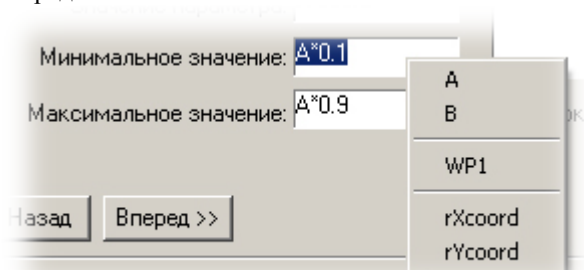 Минимальное значение: A*0.1
Максимальное значение: A*0.9
A
B
WP1
rXcoord
rYcoord
Назад
Вперед >>